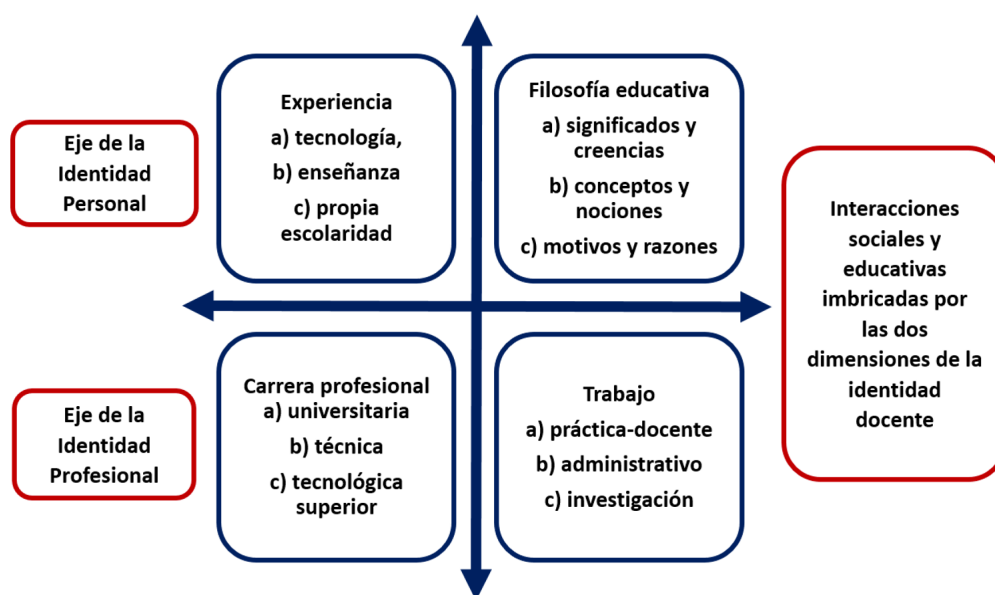 Eje de la
Identidad
Personal
Experiencia
a) tecnología,
b) enseñanza
c) propia
escolaridad
Filosofía educativa
a) significados y
creencias
b) conceptos y
nociones
c) motivos y razones
Eje de la
Identidad
Profesional
Carrera profesional
a) universitaria
b) técnica
c) tecnológica
superior
Trabajo
a) práctica-docente
b) administrativo
c) investigación
Interacciones
sociales y
educativas
imbricadas por
las dos
dimensiones de la
identidad
docente